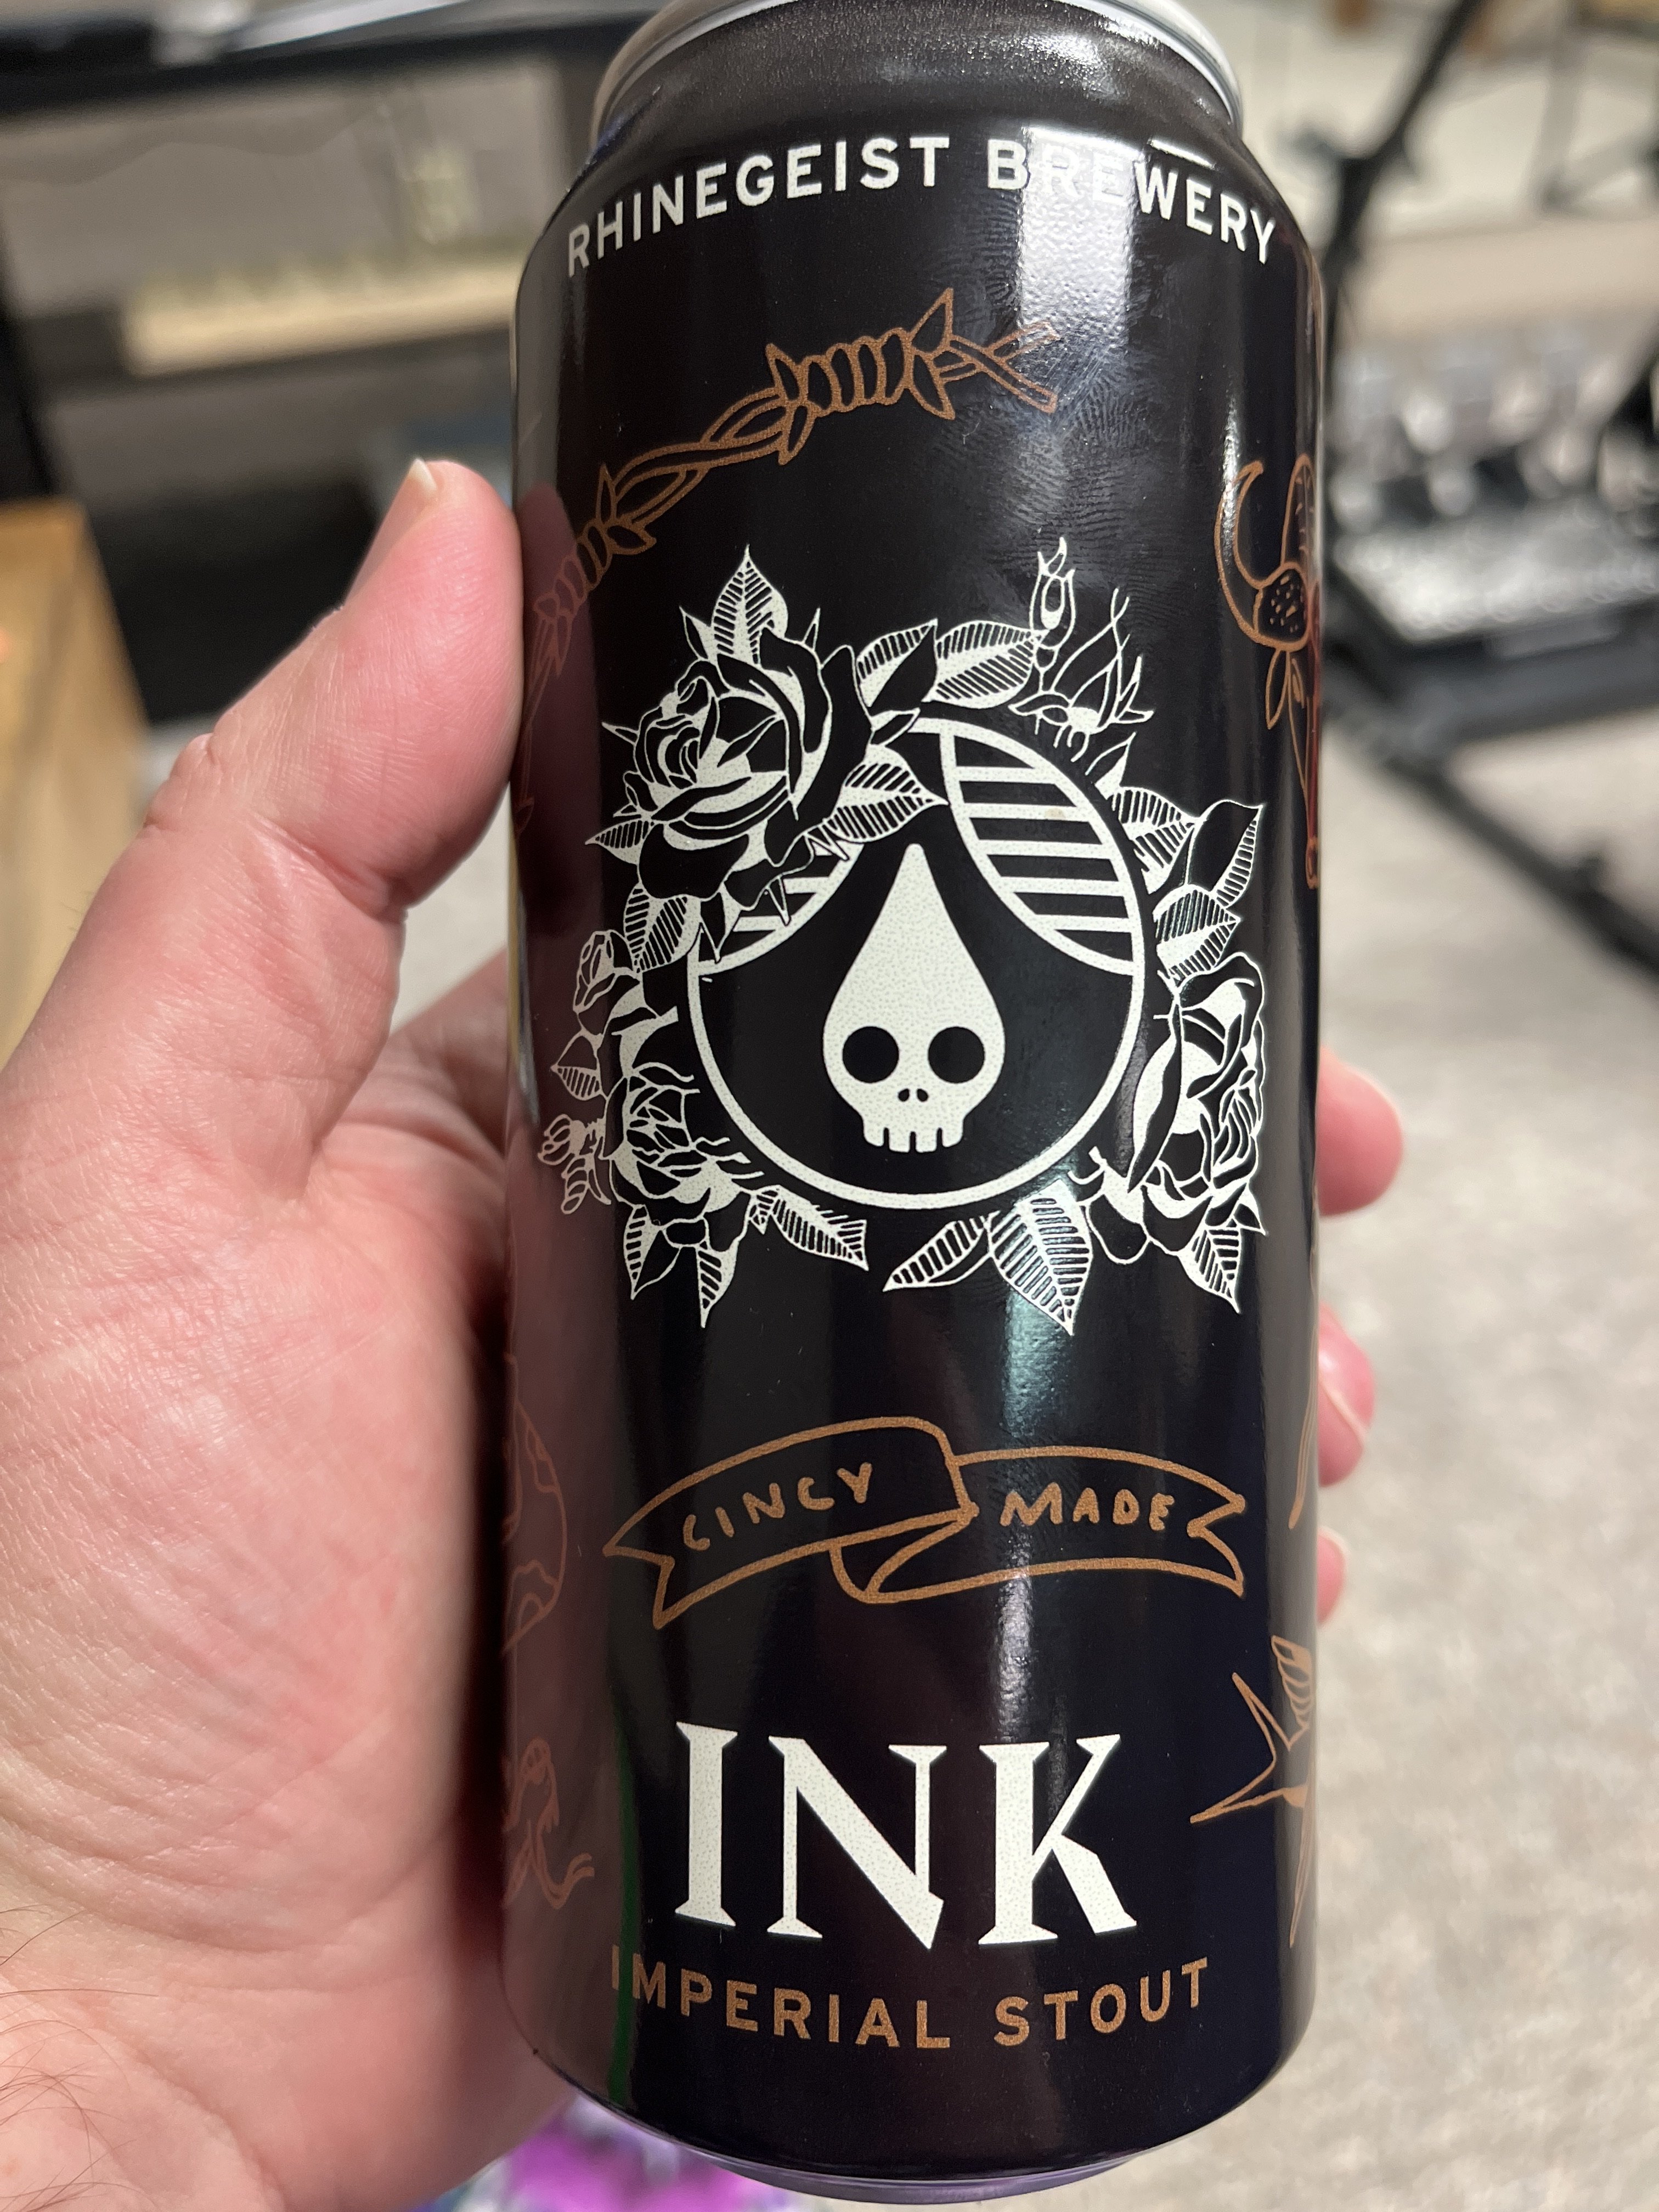 RHINEGEIST BREWERY
CINCY MADE
INK
IMPERIAL STOUT